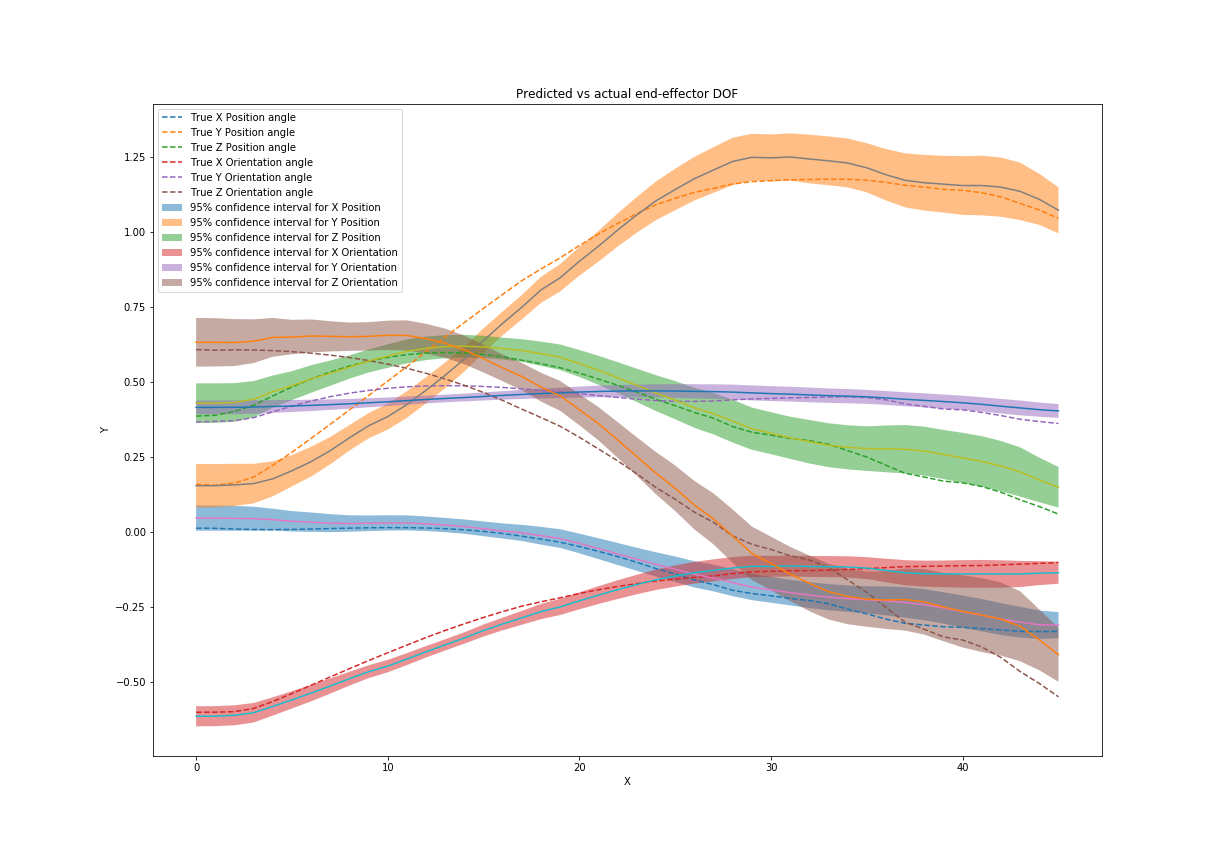 Predicted vs actual end-effector DOF
True X Position angle
True Y Position angle
True Z Position angle
True X Orientation angle
True Y Orientation angle
True Z Orientation angle
95% confidence interval for X Position
95% confidence interval for Y Position
95% confidence interval for Z Position
95% confidence interval for X Orientation
95% confidence interval for Y Orientation
95% confidence interval for Z Orientation
1.25
1.00
0.75
0.50
0.25
0.00
−0.25
−0.50
Y
0 10 20 30 40
X